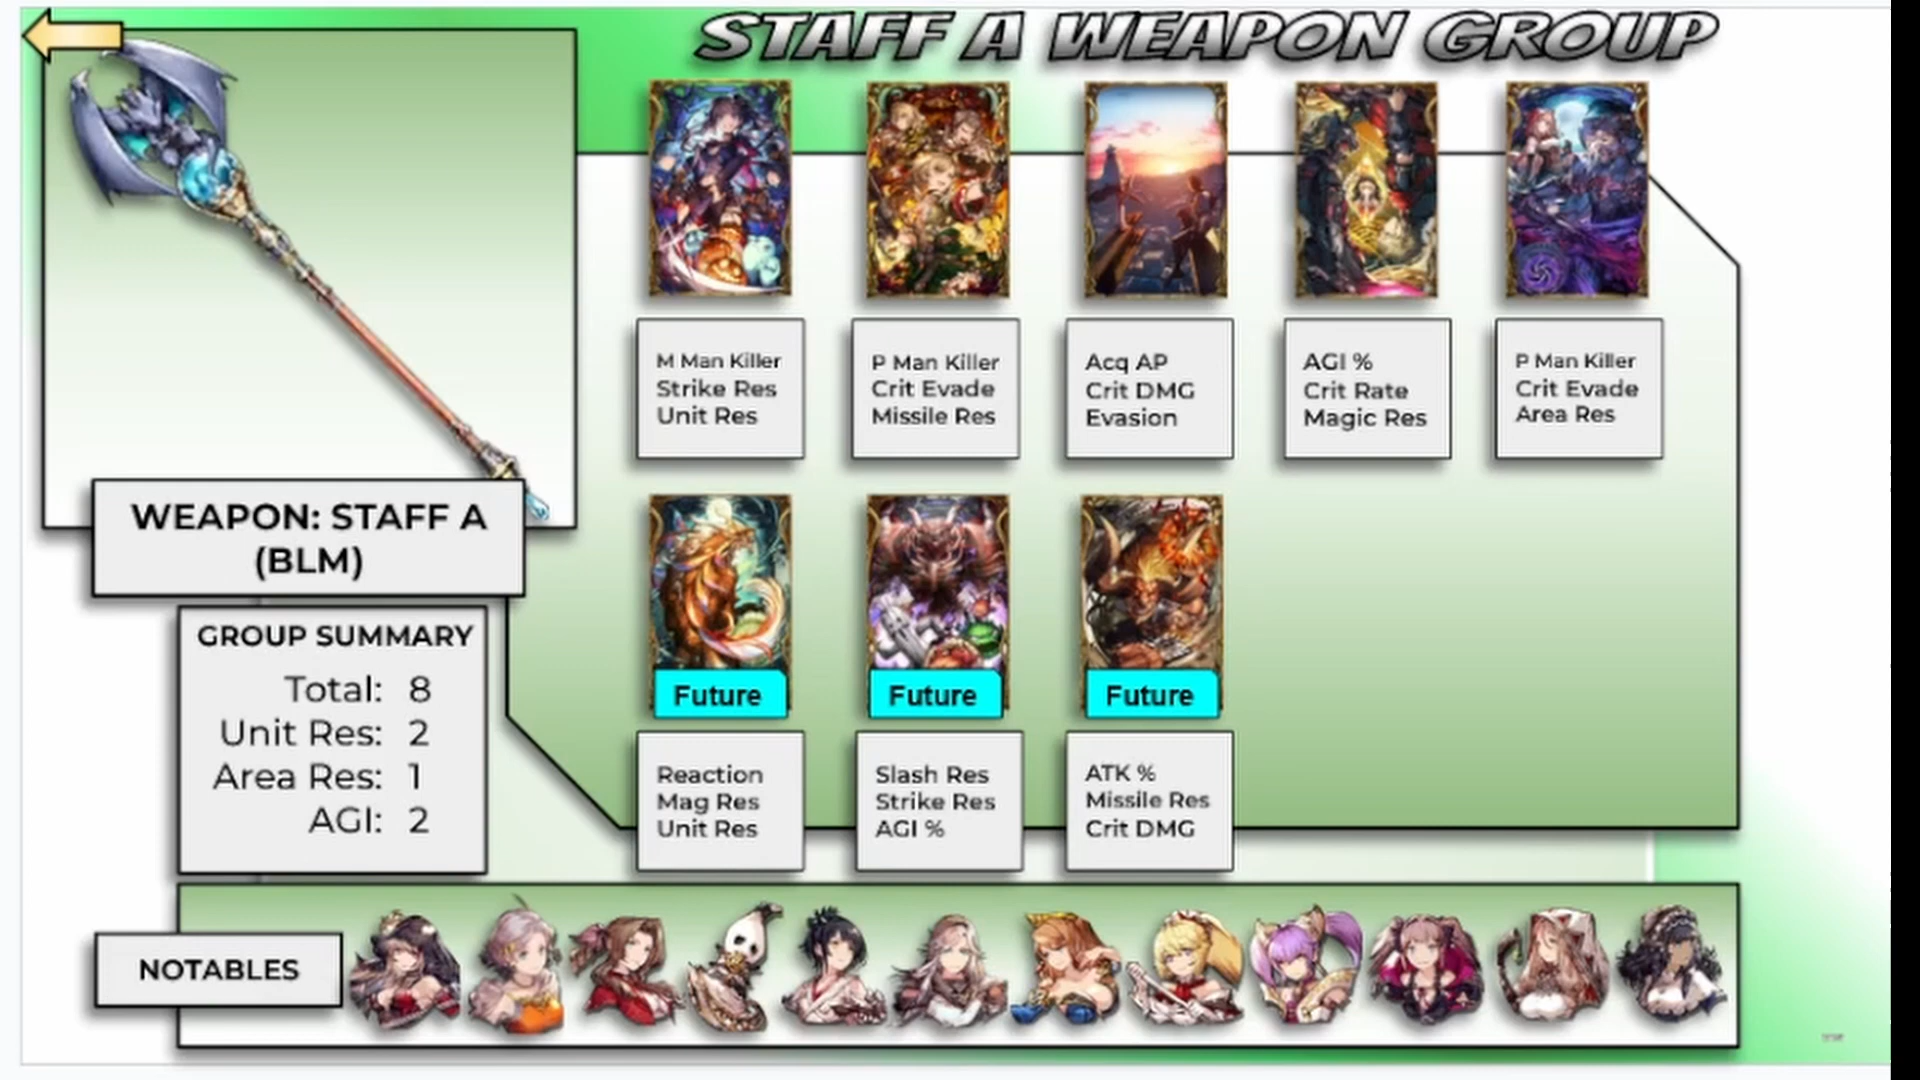 STAFF A WEAPON GROUP
M Man Killer
Strike Res
Unit Res
P Man Killer
Crit Evade
Missile Res
Acq AP
Crit DMG
Evasion
AGI %
Crit Rate
Magic Res
P Man Killer
Crit Evade
Area Res
WEAPON: STAFF A
(BLM)
Future
Future
Future
Reaction
Mag Res
Unit Res
Slash Res
Strike Res
AGI %
ATK %
Missile Res
Crit DMG
GROUP SUMMARY
Total: 8
Unit Res: 2
Area Res: 1
AGI: 2
NOTABLES